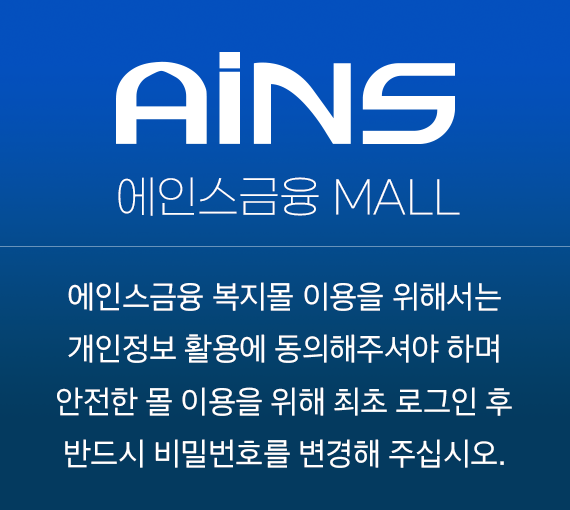 AiNS
에인스금융 MALL
에인스금융 복지몰 이용을 위해서는
개인정보 활용에 동의해주셔야 하며
안전한 몰 이용을 위해 최초 로그인 후
반드시 비밀번호를 변경해 주십시오.